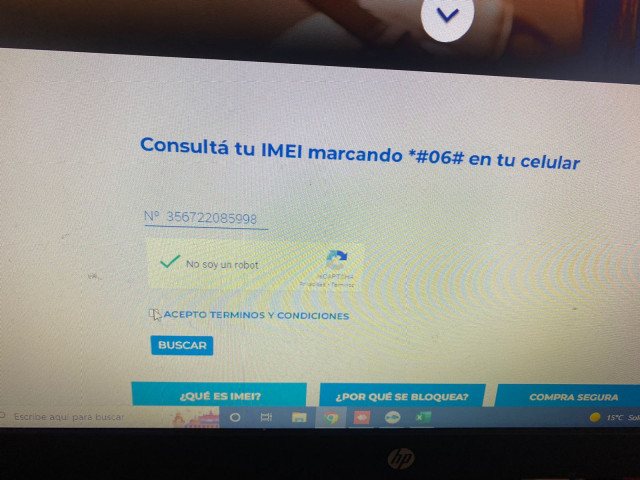 Consultá tu IMEI marcando *#06# en tu celular
Nº 356722085998
No soy un robot
reCAPTCHA
Privacidad - Términos
ACEPTO TERMINOS Y CONDICIONES
BUSCAR
¿QUÉ ES IMEI?
¿POR QUÉ SE BLOQUEA?
COMPRA SEGURA
Escribe aquí para buscar
15°C
hp